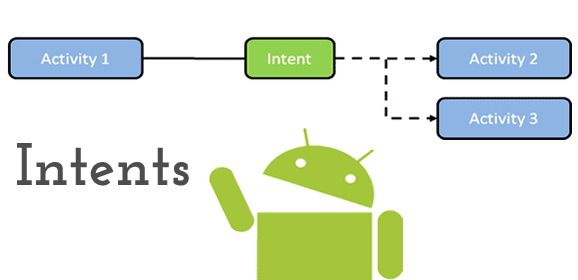 Activity 1
Intent
Activity 2
Activity 3
Intents